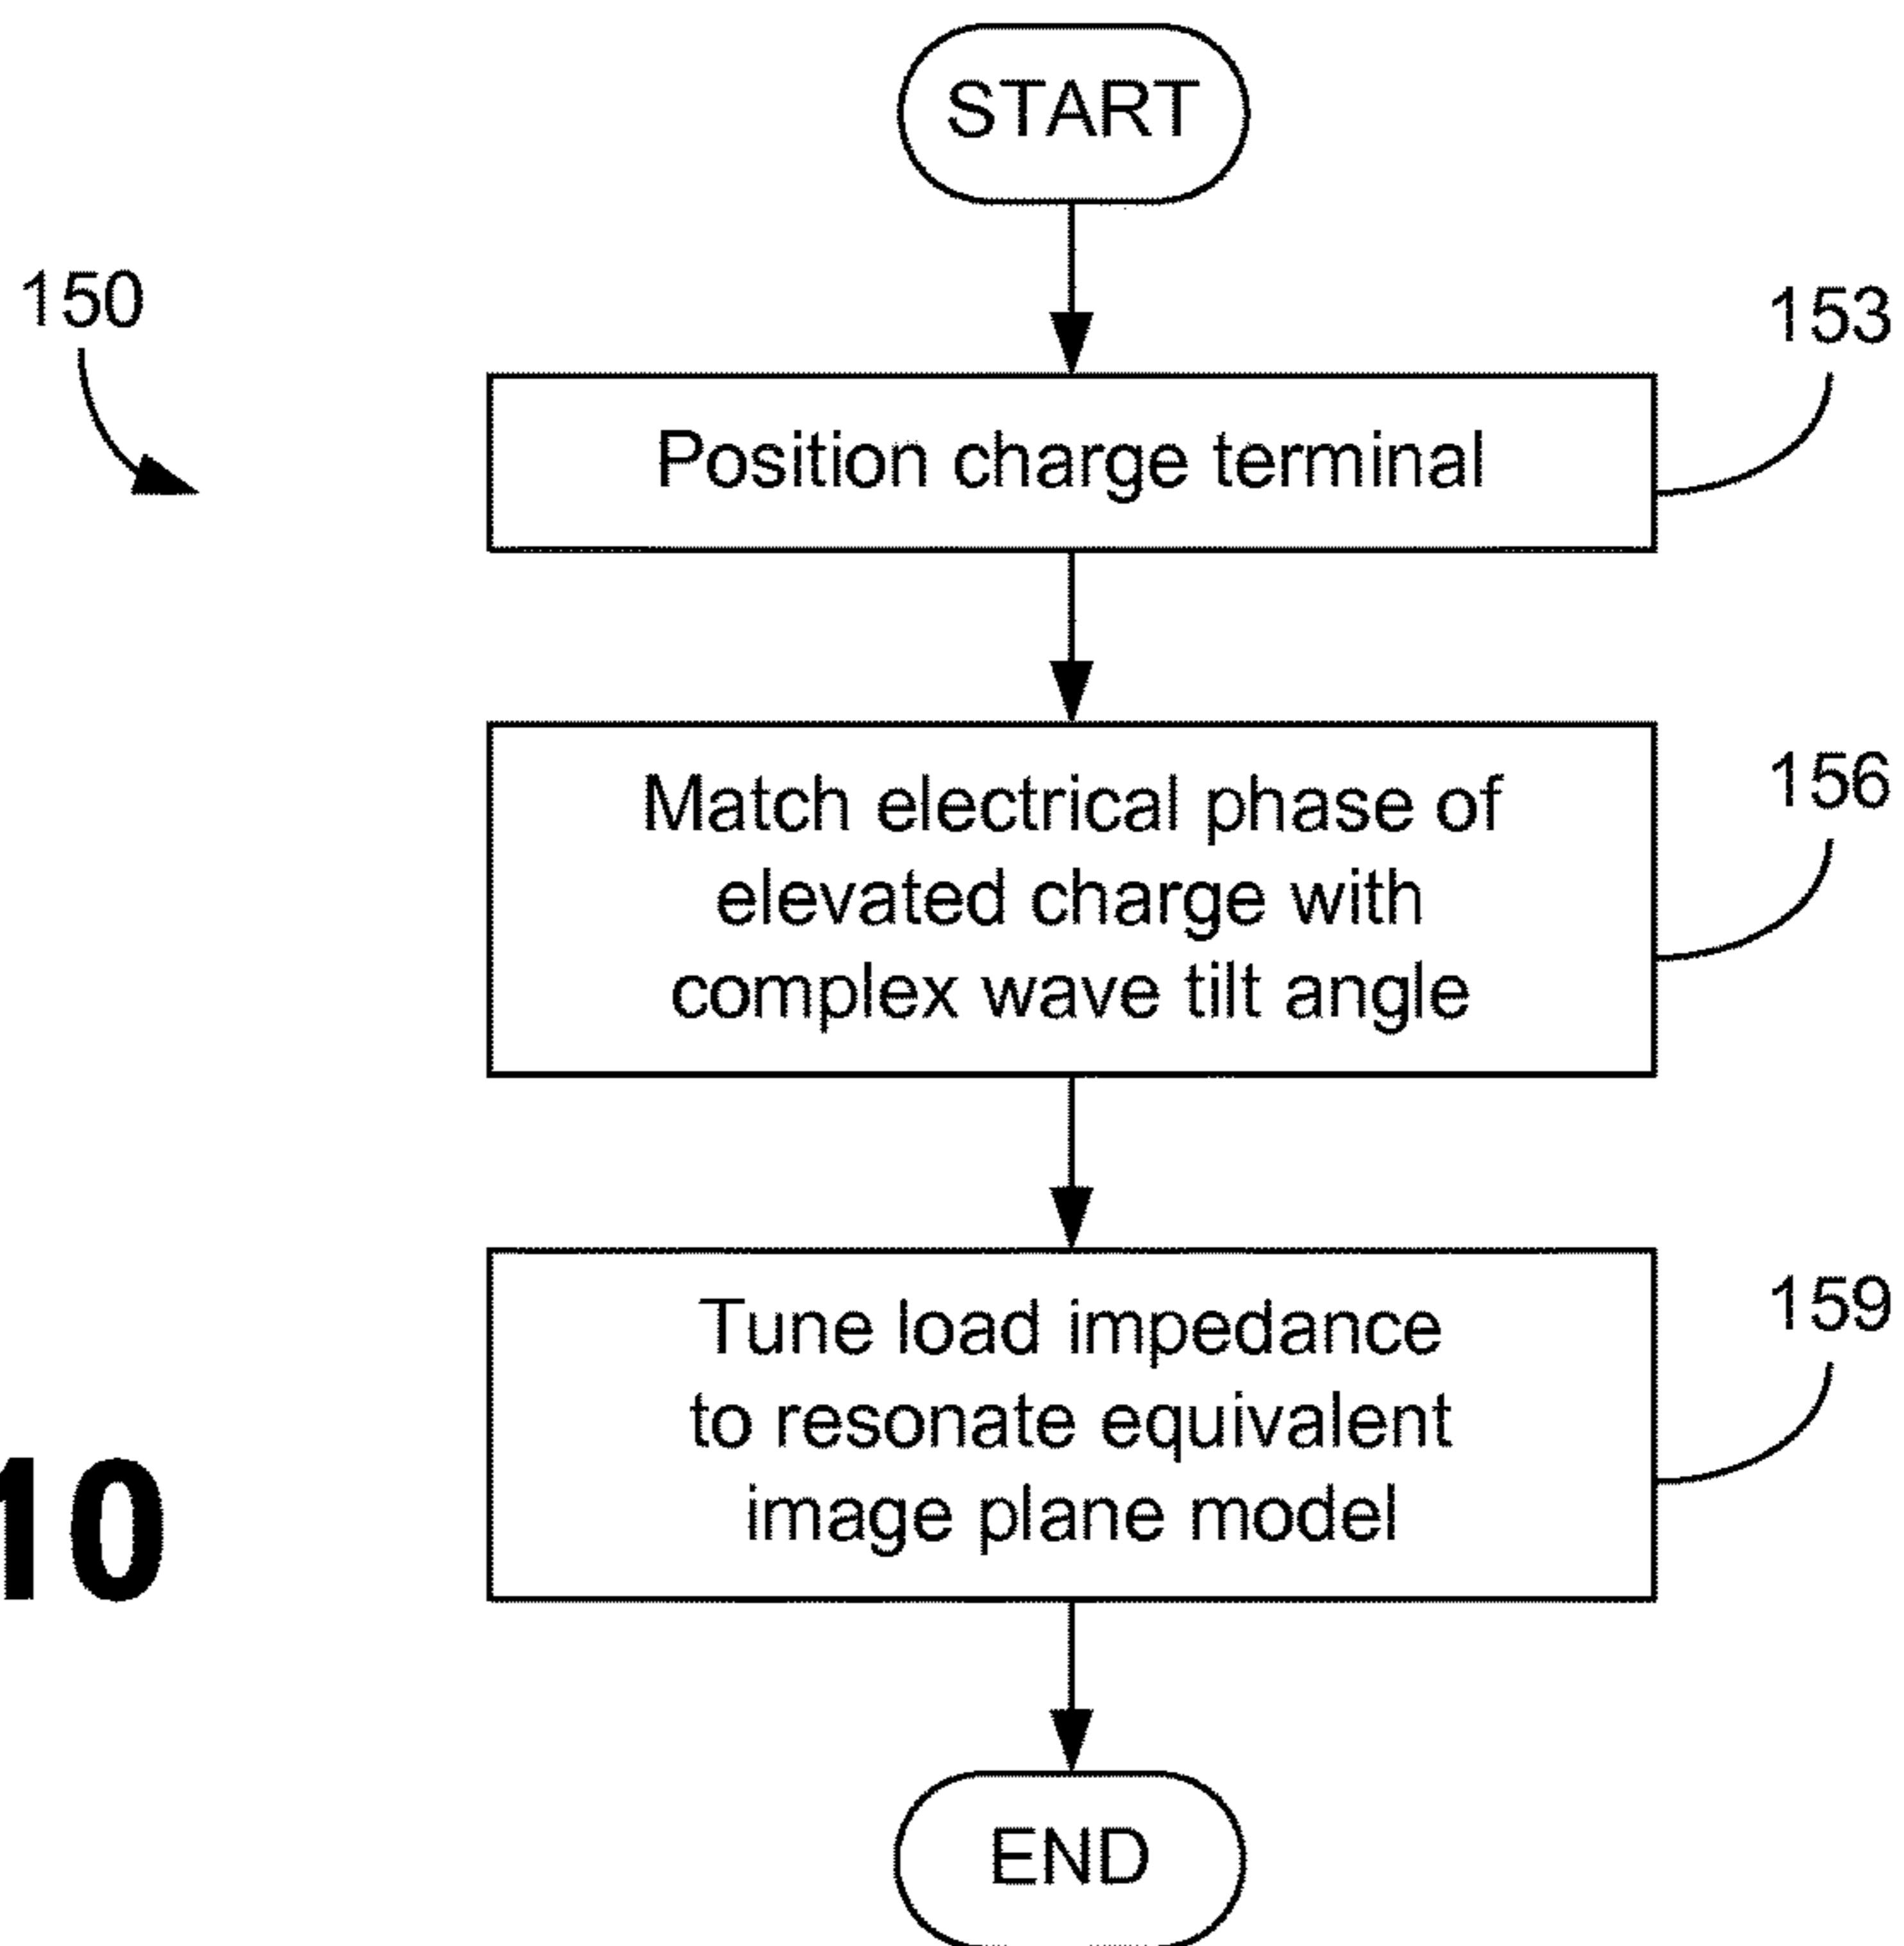 START
150
153
Position charge terminal
156
Match electrical phase of
elevated charge with
complex wave tilt angle
159
Tune load impedance
to resonate equivalent
image plane model
10
END